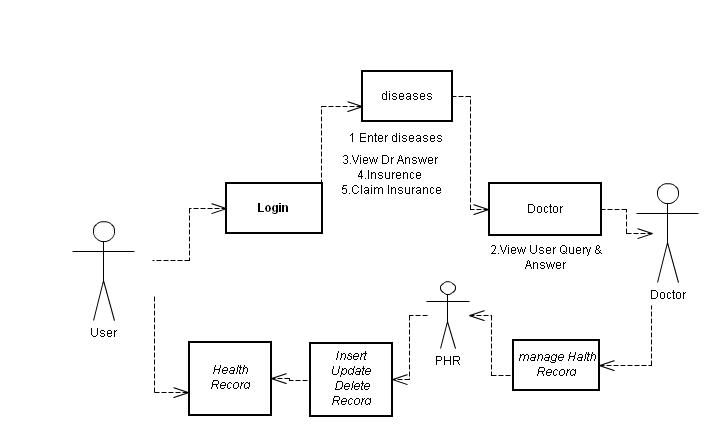 diseases
1 Enter diseases
3.View Dr Answer
4.Insurence
5.Claim Insurance
Login
Doctor
2.View User Query &
Answer
User
Doctor
PHR
Health
Recora
Insert
Update
Delete
Recora
manage Halth
Recora